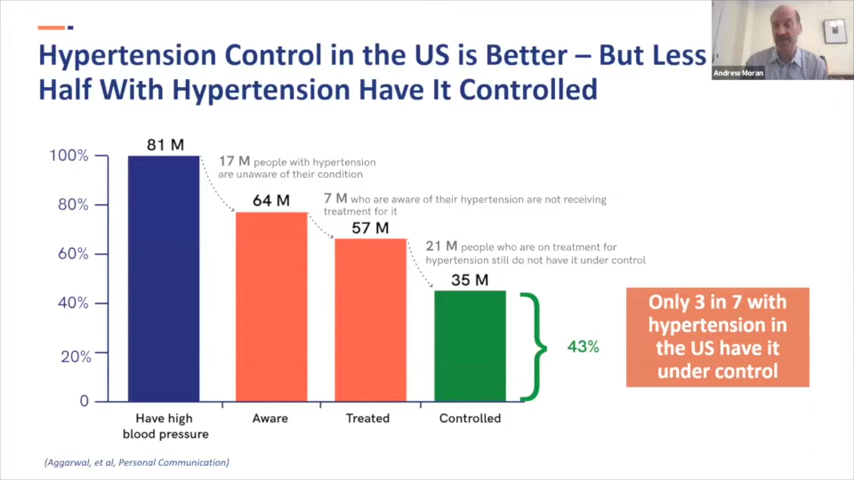 Hypertension Control in the US is Better – But Less
Half With Hypertension Have It Controlled
Andrew Moran
81 M
100%
17 M people with hypertension
are unaware of their condition
80%
64 M
7 M who are aware of their hypertension are not receiving
treatment for it
57 M
60%
21 M people who are on treatment for
hypertension still do not have it under control
35 M
40%
20%
0
43%
Only 3 in 7 with
hypertension in
the US have it
under control
Have high
blood pressure
Aware
Treated
Controlled
(Aggarwal, et al, Personal Communication)